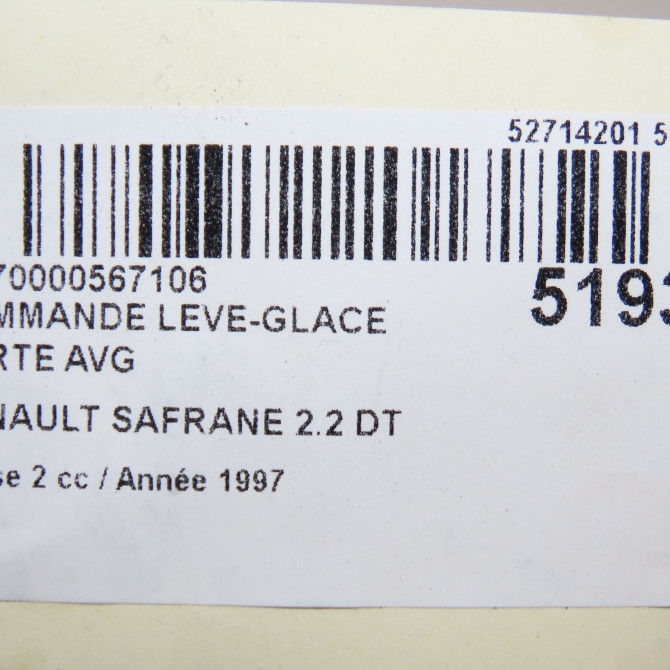 52714201 5
70000567106
5193
MMANDE LEVE-GLACE
RTE AVG
NAULT SAFRANE 2.2 DT
se 2 cc / Année 1997